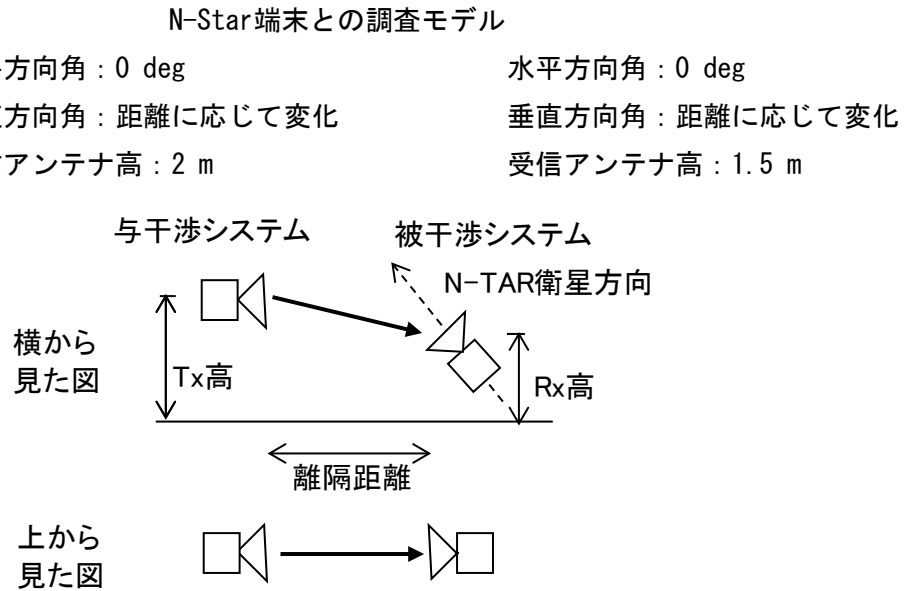 N-Star端末との調査モデル
方向角：0 deg
水平方向角：0 deg
方向角：距離に応じて変化
垂直方向角：距離に応じて変化
アンテナ高：2 m
受信アンテナ高：1.5 m
与干渉システム
被干渉システム
N-TAR衛星方向
横から
見た図
Tx高
Rx高
離隔距離
上から
見た図